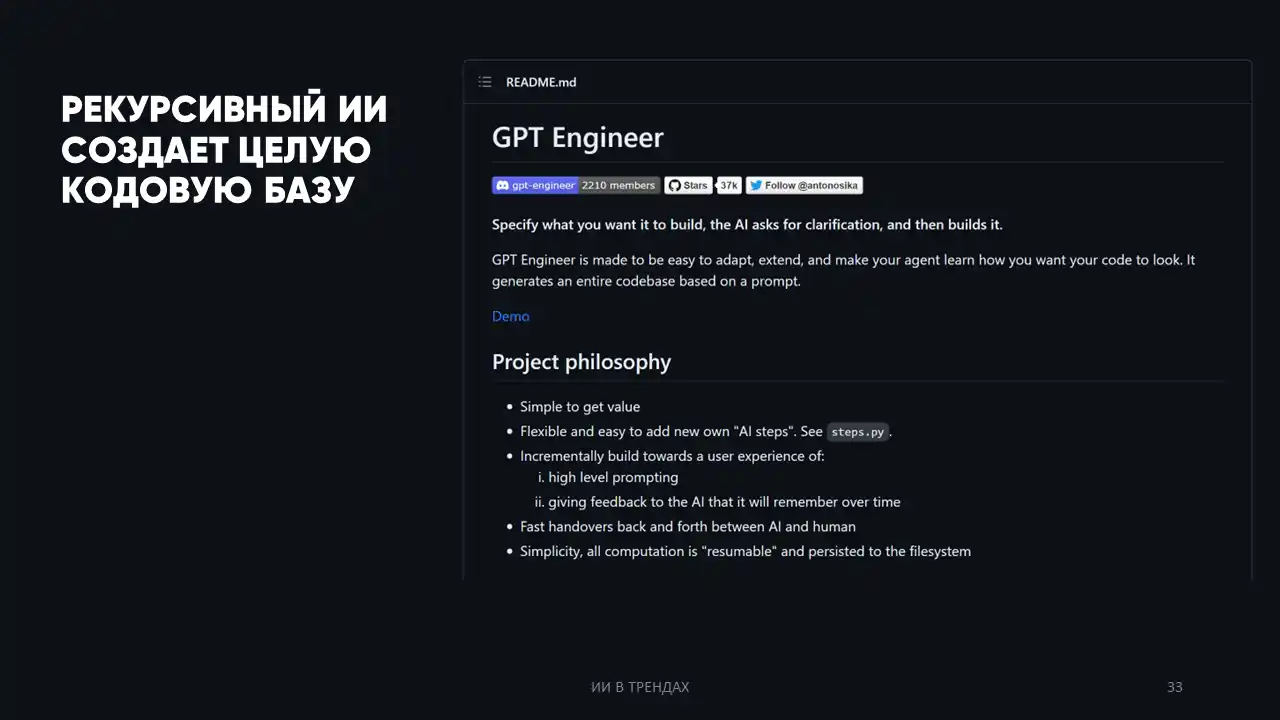 РЕКУРСИВНЫЙ ИИ
СОЗДАЕТ ЦЕЛУЮ
КОДОВУЮ БАЗУ
README.md
GPT Engineer
gpt-engineer 2210 members Stars 37k Follow @antonosika
Specify what you want it to build, the AI asks for clarification, and then builds it.
GPT Engineer is made to be easy to adapt, extend, and make your agent learn how you want your code to look. It
generates an entire codebase based on a prompt.
Demo
Project philosophy
• Simple to get value
• Flexible and easy to add new own "AI steps". See steps.py.
• Incrementally build towards a user experience of:
i. high level prompting
ii. giving feedback to the AI that it will remember over time
• Fast handovers back and forth between AI and human
• Simplicity, all computation is "resumable" and persisted to the filesystem
ИИ В ТРЕНДАХ
33